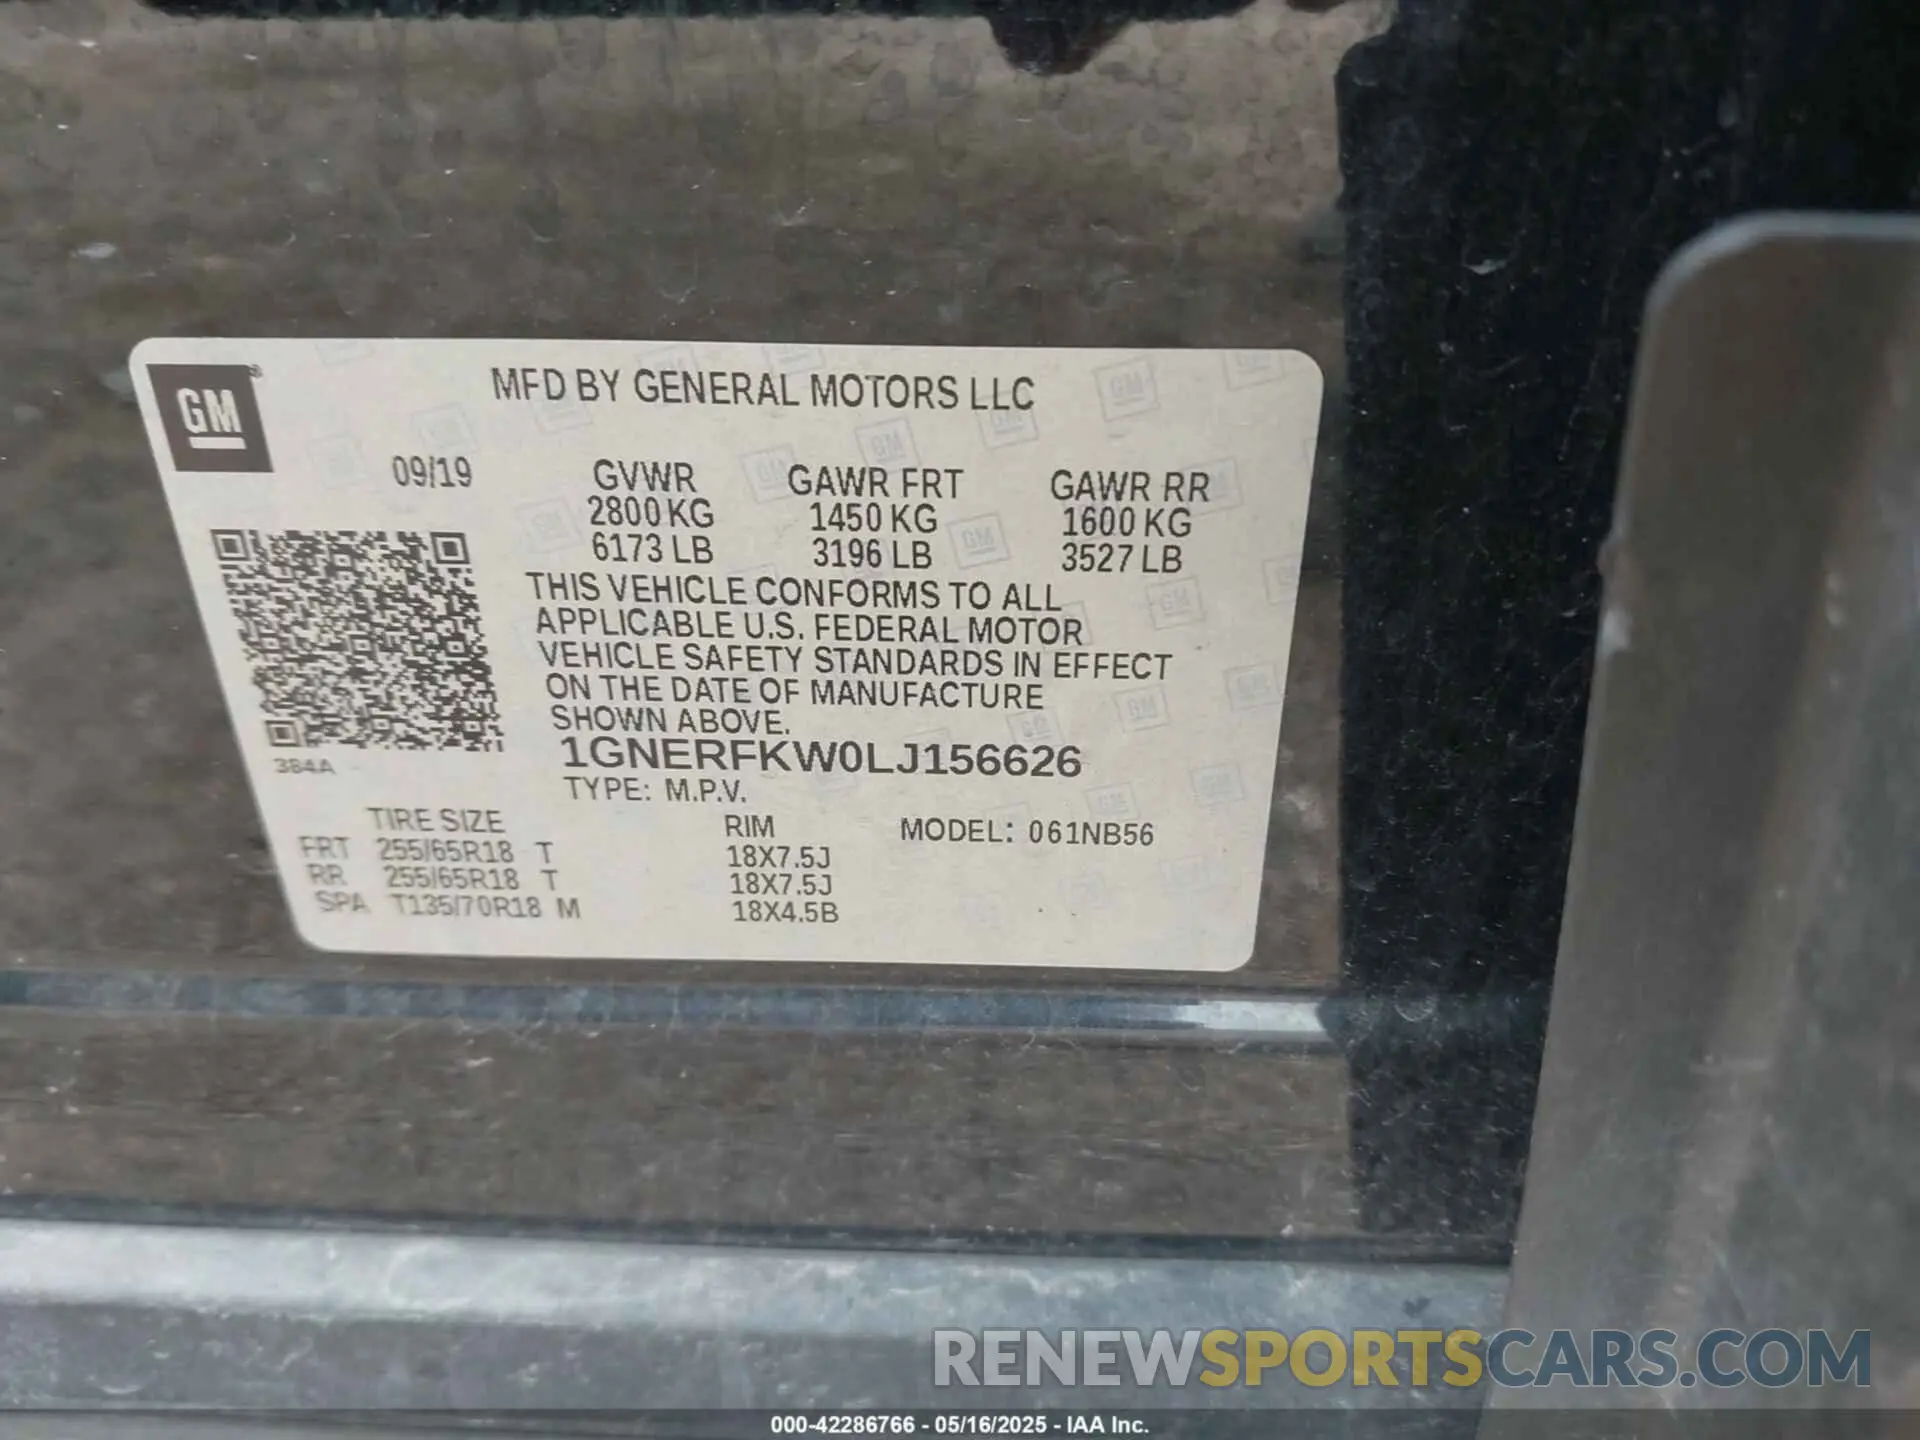 GM
MFD BY GENERAL MOTORS LLC
09/19
GVWR GAWR FRT GAWR RR
2800 KG 1450 KG 1600 KG
6173 LB 3196 LB 3527 LB
THIS VEHICLE CONFORMS TO ALL
APPLICABLE U.S. FEDERAL MOTOR
VEHICLE SAFETY STANDARDS IN EFFECT
ON THE DATE OF MANUFACTURE
SHOWN ABOVE.
1GNERFKW0LJ156626
384A
TYPE: M.P.V.
TIRE SIZE RIM MODEL: 061NB56
FRT 255/65R18 T 18X7.5J
RR 255/65R18 T 18X7.5J
SPA T135/70R18 M 18X4.5B
RENEWSPORTSCARS.COM
000-42286766 - 05/16/2025 - IAA Inc.